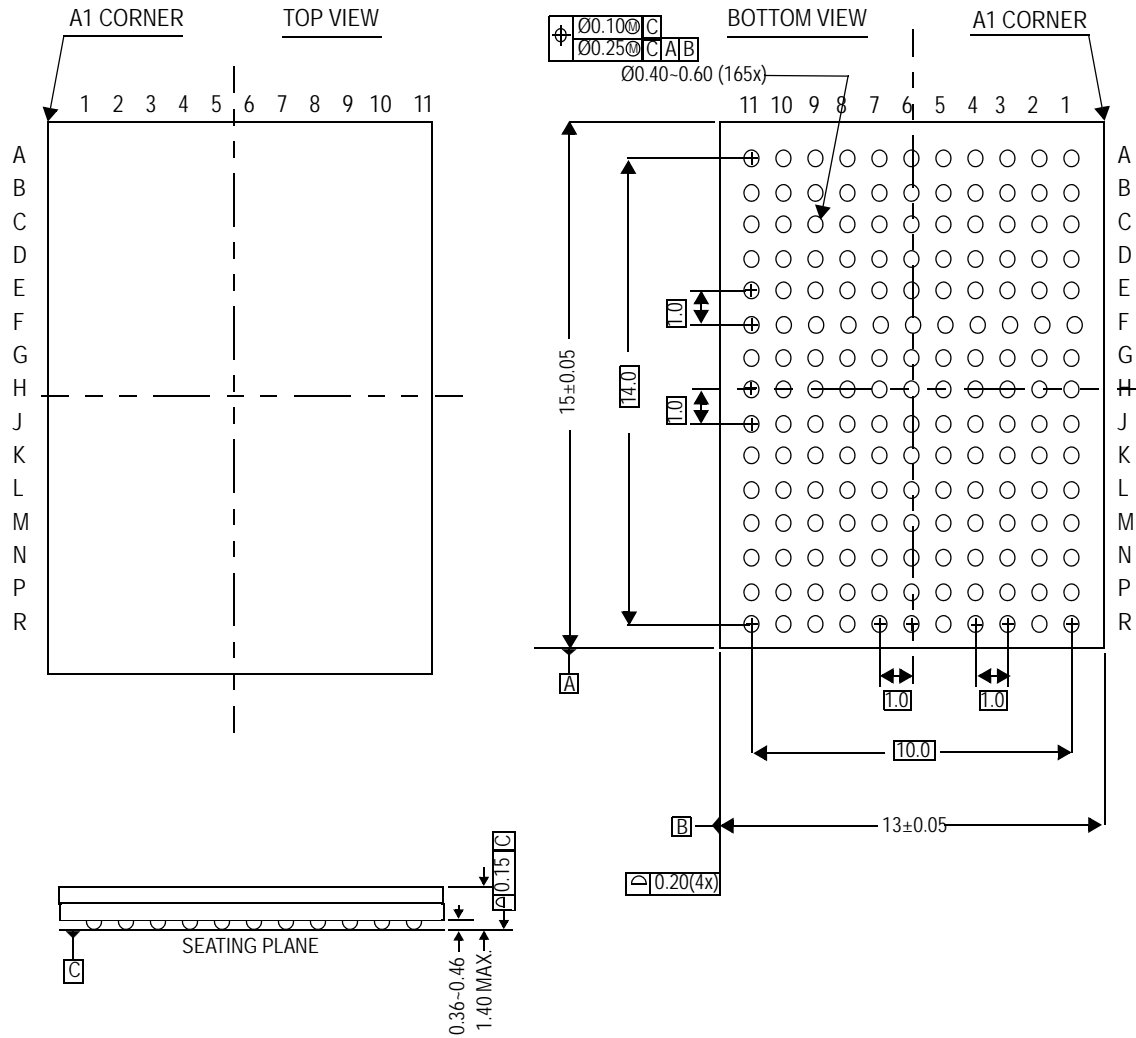 A1 CORNER
TOP VIEW
1 2 3 4 5 6 7 8 9 10 11
A
B
C
D
E
F
G
H
J
K
L
M
N
P
R
Ø0.10Ⓜ C
Ø0.25Ⓜ C A B
Ø0.40~0.60 (165x)
BOTTOM VIEW
A1 CORNER
11 10 9 8 7 6 5 4 3 2 1
A
B
C
D
E
F
G
H
J
K
L
M
N
P
R
1.0
1.0
14.0
15±0.05
A
1.0
1.0
10.0
B
13±0.05
0.20(4x)
0.15 C
SEATING PLANE
C
0.36~0.46
1.40 MAX.